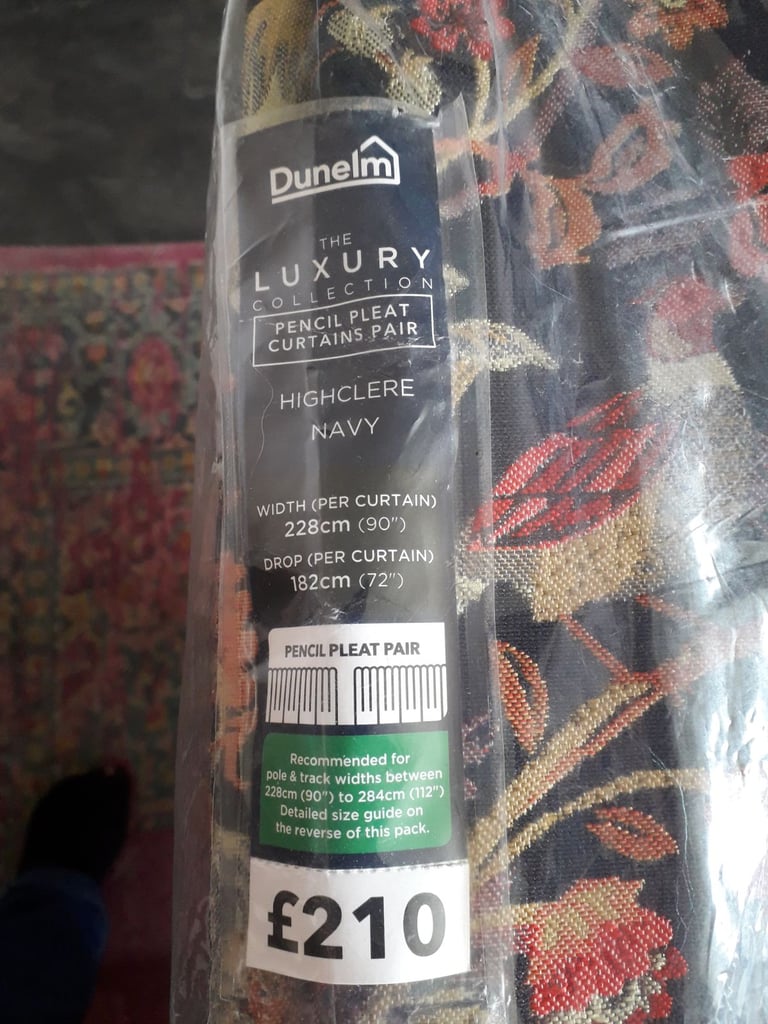 Dunelm
THE
LUXURY
COLLECTION
PENCIL PLEAT
CURTAINS PAIR
HIGHCLERE
NAVY
WIDTH (PER CURTAIN)
228cm (90")
DROP (PER CURTAIN)
182cm (72")
PENCIL PLEAT PAIR
Recommended for
pole & track widths between
228cm (90") to 284cm (112")
Detailed size guide on
the reverse of this pack.
£210